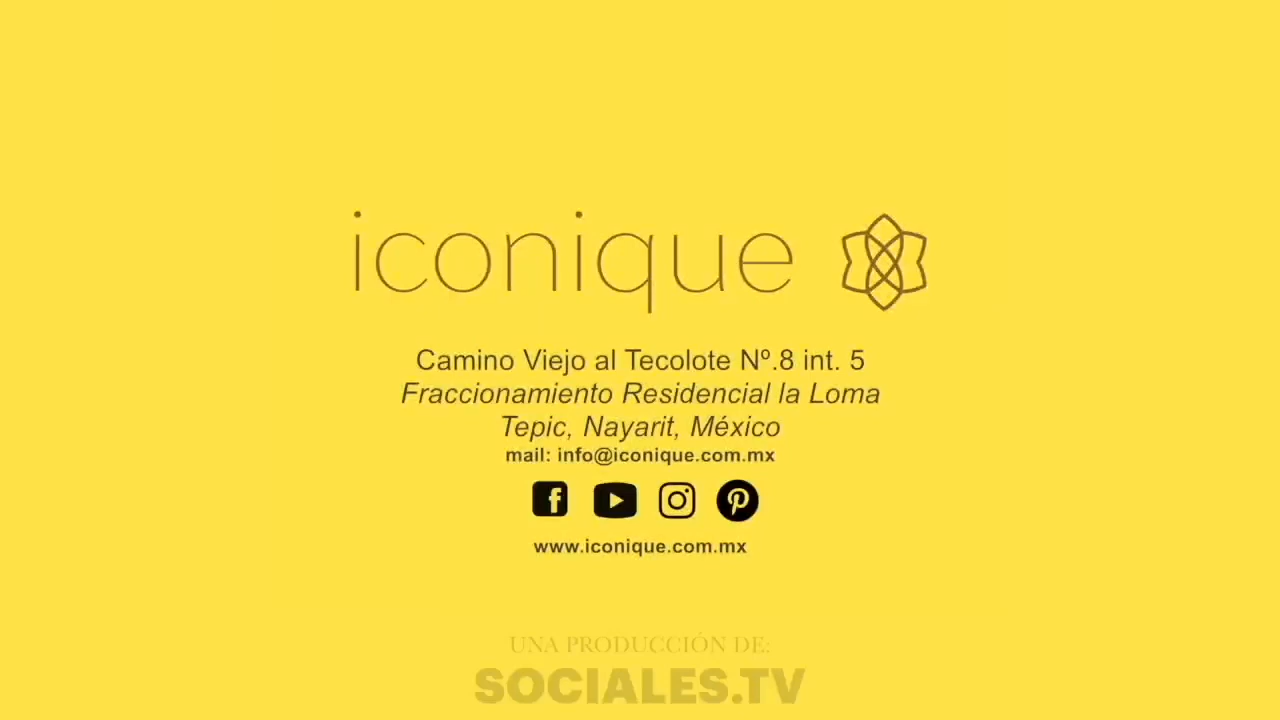 iconique
Camino Viejo al Tecolote Nº.8 int. 5
Fraccionamiento Residencial la Loma
Tepic, Nayarit, México
mail: info@iconique.com.mx
www.iconique.com.mx
UNA PRODUCCIÓN DE:
SOCIALES.TV